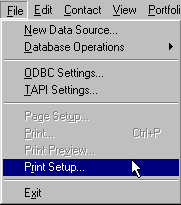 File Edit Contact View Portfoli
New Data Source...
Database Operations
ODBC Settings...
TAPI Settings...
Page Setup...
Print... Ctrl+P
Print Preview...
Print Setup...
Exit